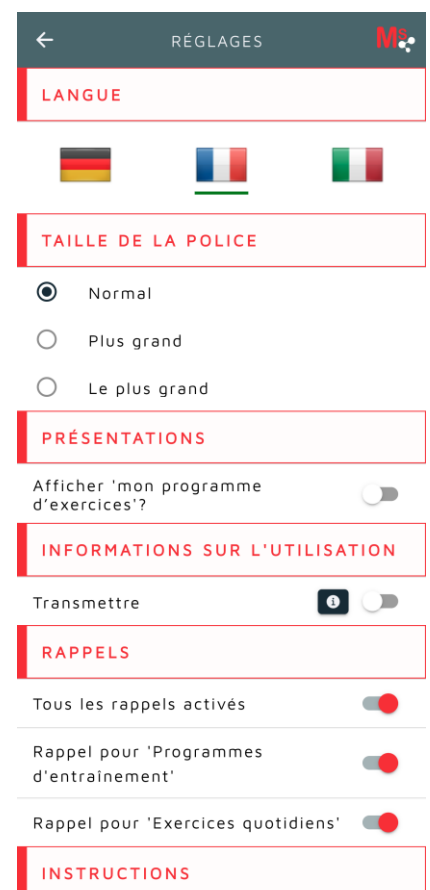 RÉGLAGES
Ms
LANGUE
TAILLE DE LA POLICE
Normal
Plus grand
Le plus grand
PRÉSENTATIONS
Afficher 'mon programme
d'exercices'?
INFORMATIONS SUR L'UTILISATION
Transmettre
RAPPELS
Tous les rappels activés
Rappel pour 'Programmes
d'entraînement'
Rappel pour 'Exercices quotidiens'
INSTRUCTIONS